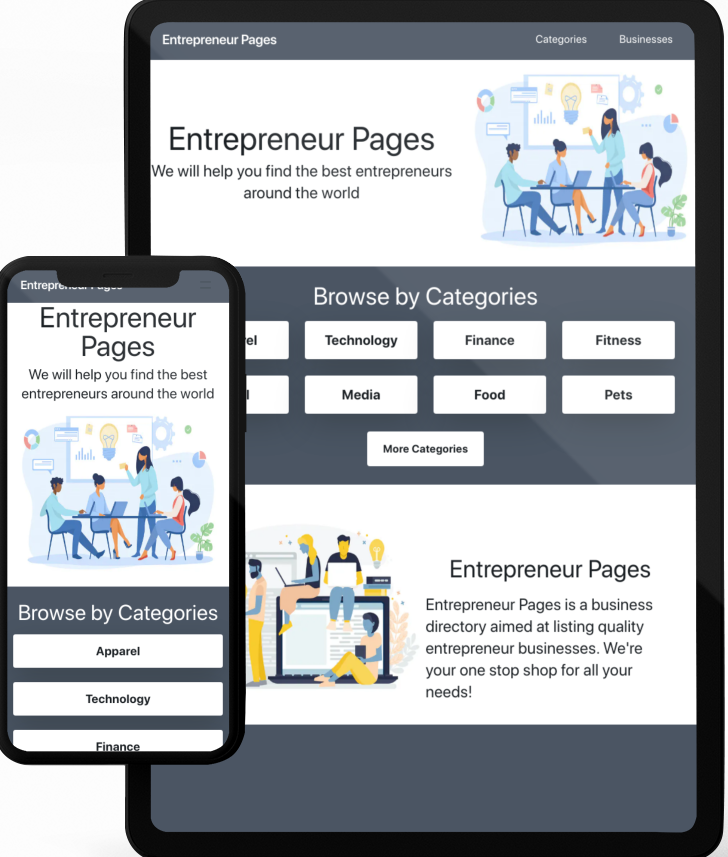 Entrepreneur Pages
Categories
Businesses
Entrepreneur Pages
We will help you find the best entrepreneurs
around the world
Browse by Categories
el
Technology
Finance
Fitness
l
Media
Food
Pets
More Categories
Entrepreneur Pages
Entrepreneur Pages is a business
directory aimed at listing quality
entrepreneur businesses. We're
your one stop shop for all your
needs!
Entrepreneur Pages
Entrepreneur
Pages
We will help you find the best
entrepreneurs around the world
Browse by Categories
Apparel
Technology
Finance